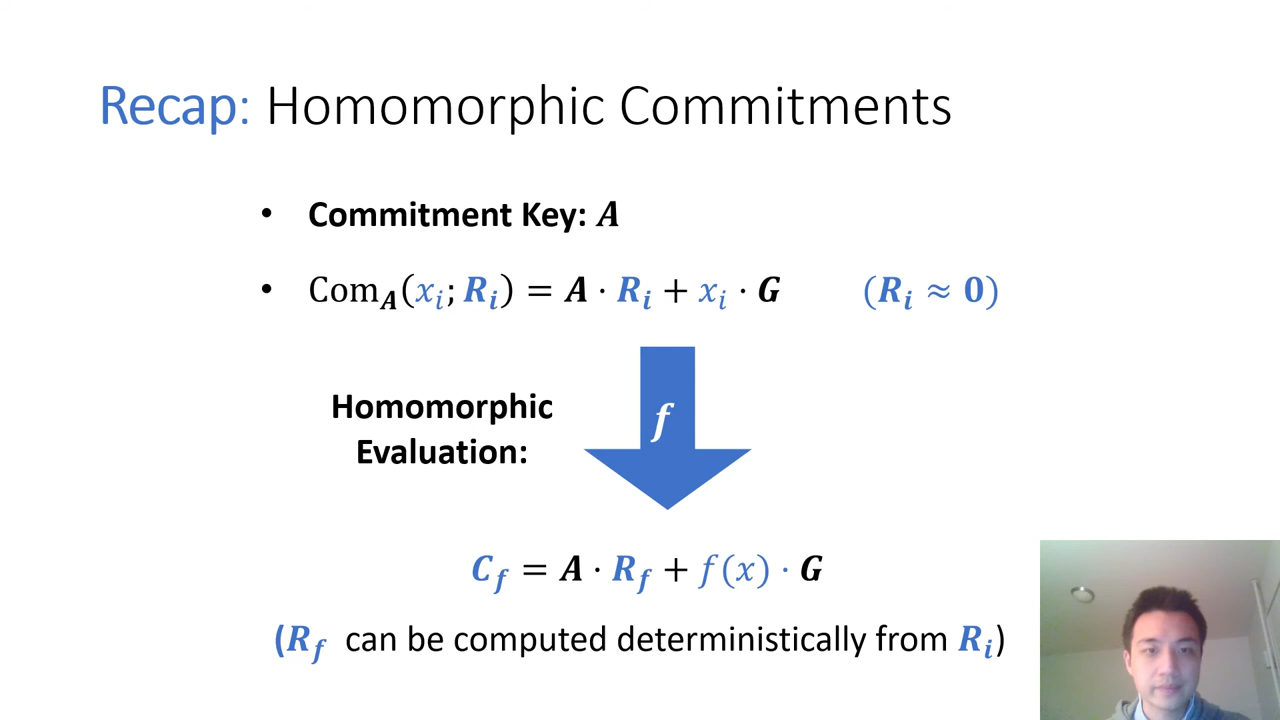 Recap: Homomorphic Commitments
• Commitment Key: A
• Com_A(x_i; R_i) = A · R_i + x_i · G (R_i ≈ 0)
f
Homomorphic
Evaluation:
C_f = A · R_f + f(x) · G
(R_f can be computed deterministically from R_i)